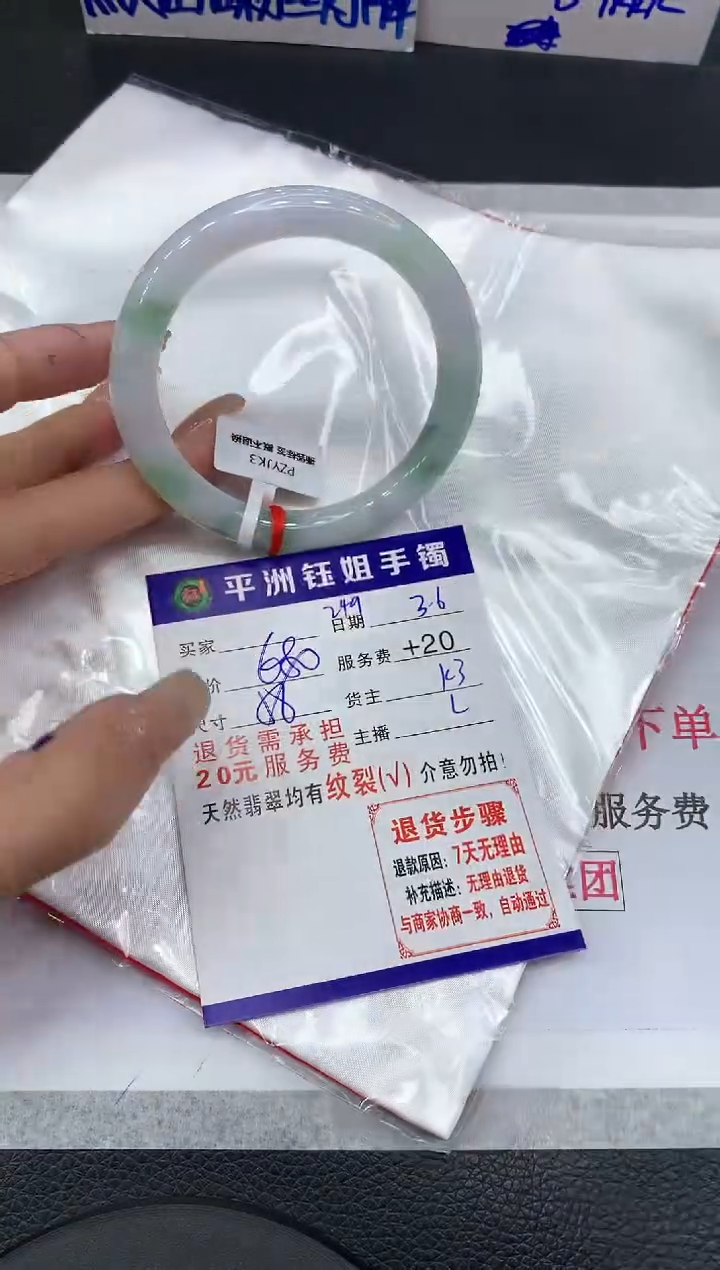 PZYJK3
平洲钰姐手镯
249
买家
日期 3.6
价 680
服务费 +20
寸 88
货主 K3
主播 L
退货需承担
20元服务费
天然翡翠均有纹裂(√)介意勿拍!
退货步骤
退款原因:7天无理由
补充描述:无理由退货
与商家协商一致,自动通过
下单
服务费
团